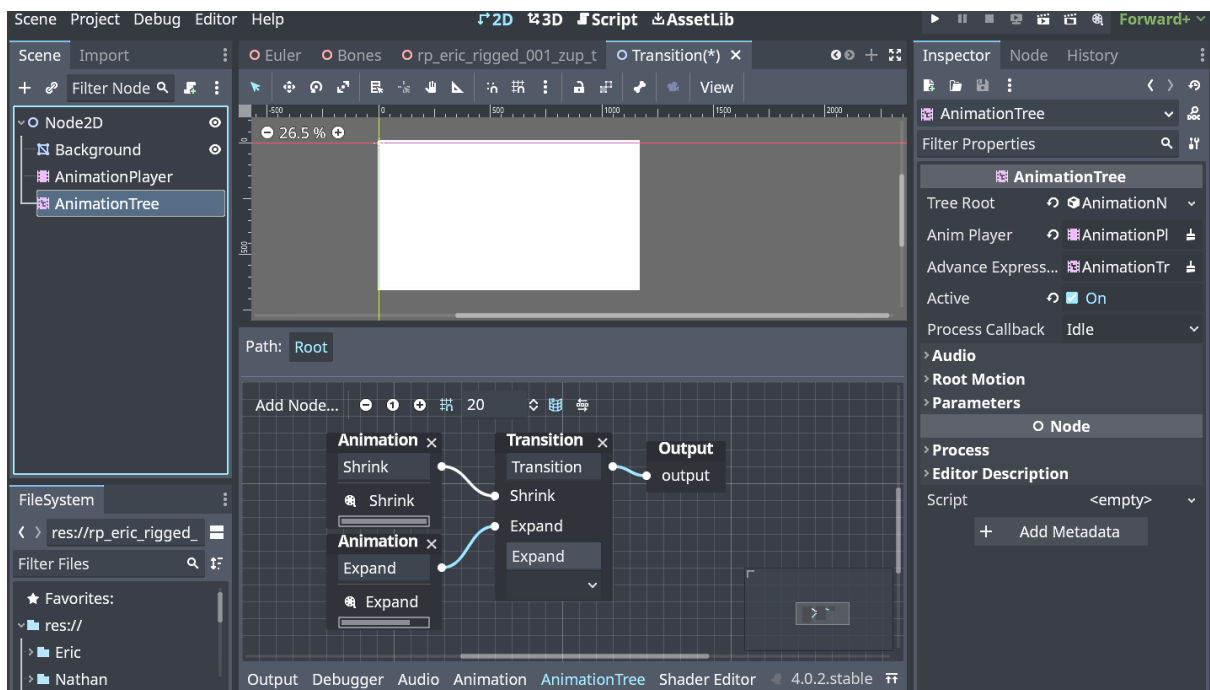 Scene Project Debug Editor Help
2D 3D Script AssetLib
Forward+
Scene Import
Filter Node
Node2D
Background
AnimationPlayer
AnimationTree
FileSystem
res://rp_eric_rigged_
Filter Files
Favorites:
res://
Eric
Nathan
Euler Bones rp_eric_rigged_001_zup_t Transition(*)
View
-500 0 500 1000 1500 2000
26.5 %
0
500
Path: Root
Add Node... 20
Animation
Shrink
Shrink
Animation
Expand
Expand
Transition
Transition
Shrink
Expand
Expand
Output
output
Output Debugger Audio Animation AnimationTree Shader Editor 4.0.2.stable
Inspector Node History
AnimationTree
Filter Properties
AnimationTree
Tree Root AnimationN
Anim Player AnimationPl
Advance Express... AnimationTr
Active On
Process Callback Idle
Audio
Root Motion
Parameters
Node
Process
Editor Description
Script <empty>
Add Metadata